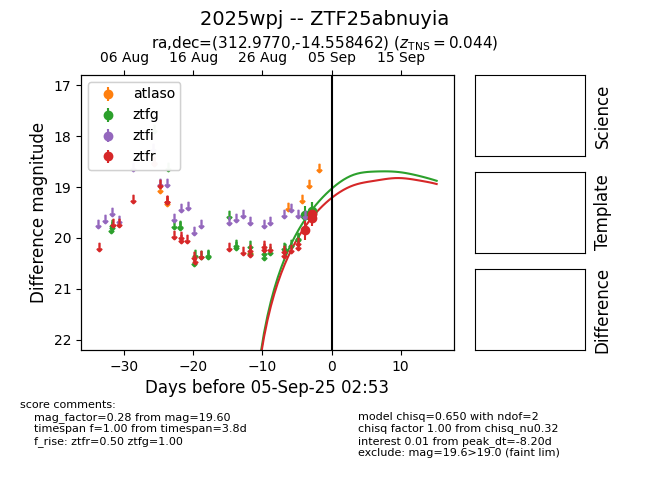 2025wpj -- ZTF25abnuyia
ra,dec=(312.9770,-14.558462) (z_TNS = 0.044)
06 Aug 16 Aug 26 Aug 05 Sep 15 Sep
atlaso
ztfg
ztfi
ztfr
17
18
19
20
21
22
Difference magnitude
−30 −20 −10 0 10
Days before 05-Sep-25 02:53
Science
Template
Difference
score comments:
mag_factor=0.28 from mag=19.60
timespan f=1.00 from timespan=3.8d
f_rise: ztfr=0.50 ztfg=1.00
model chisq=0.650 with ndof=2
chisq factor 1.00 from chisq_nu0.32
interest 0.01 from peak_dt=-8.20d
exclude: mag=19.6>19.0 (faint lim)